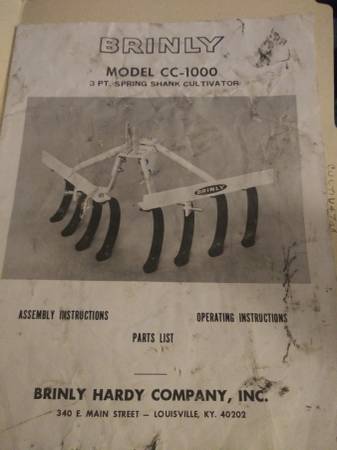 BRINLY
MODEL CC-1000
3 PT. SPRING SHANK CULTIVATOR
BRINLY
ASSEMBLY INSTRUCTIONS
OPERATING INSTRUCTIONS
PARTS LIST
BRINLY HARDY COMPANY, INC.
340 E. MAIN STREET — LOUISVILLE, KY. 40202